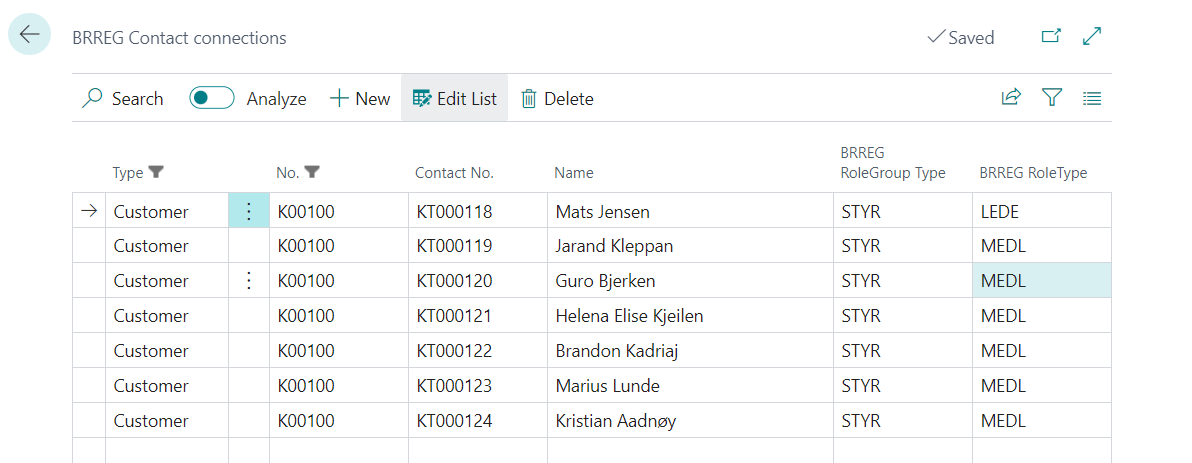 BRREG Contact connections
Saved
Search Analyze New Edit List Delete
Type No. Contact No. Name BRREG RoleGroup Type BRREG RoleType
Customer K00100 KT000118 Mats Jensen STYR LEDE
Customer K00100 KT000119 Jarand Kleppan STYR MEDL
Customer K00100 KT000120 Guro Bjerken STYR MEDL
Customer K00100 KT000121 Helena Elise Kjeilen STYR MEDL
Customer K00100 KT000122 Brandon Kadriaj STYR MEDL
Customer K00100 KT000123 Marius Lunde STYR MEDL
Customer K00100 KT000124 Kristian Aadnøy STYR MEDL